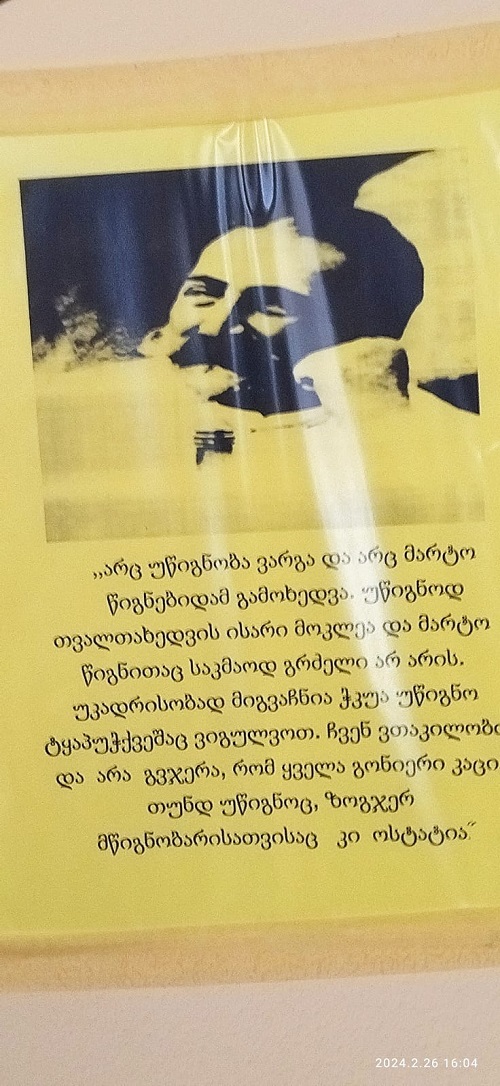 „არც უწიგნობა ვარგა და არც მარტო
წიგნებიდამ გამოხედვა. უწიგნოდ
თვალთახედვის ისარი მოკლეა და მარტო
წიგნითაც საკმაოდ გრძელი არ არის.
უკადრისობად მიგვაჩნია ჭკუა უწიგნო
ტყაპუჭქვეშაც ვიგულვოთ. ჩვენ ვთაკილობ
და არა გვჯერა, რომ ყველა გონიერი კაცი
თუნდ უწიგნოც, ზოგჯერ
მწიგნობარისათვისაც კი ოსტატია“
2024.2.26 16:04